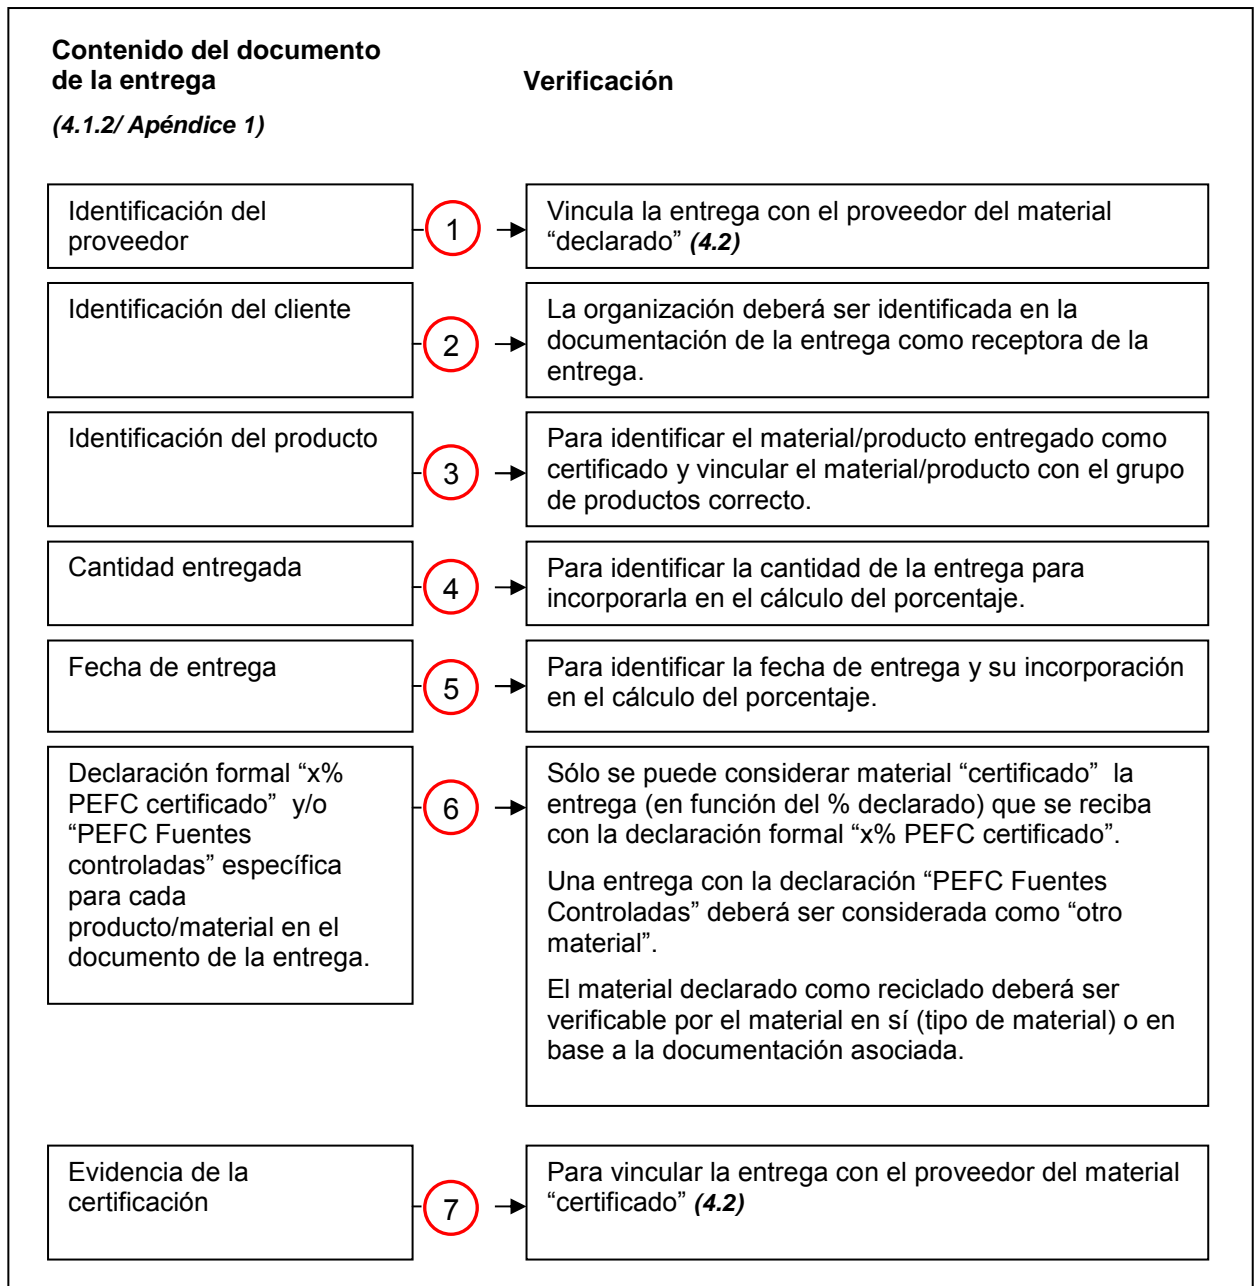 Contenido del documento
de la entrega
Verificación
(4.1.2/ Apéndice 1)
Identificación del
proveedor
1
Vincula la entrega con el proveedor del material
“declarado” (4.2)
Identificación del cliente
2
La organización deberá ser identificada en la
documentación de la entrega como receptora de la
entrega.
Identificación del producto
3
Para identificar el material/producto entregado como
certificado y vincular el material/producto con el grupo
de productos correcto.
Cantidad entregada
4
Para identificar la cantidad de la entrega para
incorporarla en el cálculo del porcentaje.
Fecha de entrega
5
Para identificar la fecha de entrega y su incorporación
en el cálculo del porcentaje.
Declaración formal “x%
PEFC certificado” y/o
“PEFC Fuentes
controladas” específica
para cada
producto/material en el
documento de la entrega.
6
Sólo se puede considerar material “certificado” la
entrega (en función del % declarado) que se reciba
con la declaración formal “x% PEFC certificado”.
Una entrega con la declaración “PEFC Fuentes
Controladas” deberá ser considerada como “otro
material”.
El material declarado como reciclado deberá ser
verificable por el material en sí (tipo de material) o en
base a la documentación asociada.
Evidencia de la
certificación
7
Para vincular la entrega con el proveedor del material
“certificado” (4.2)